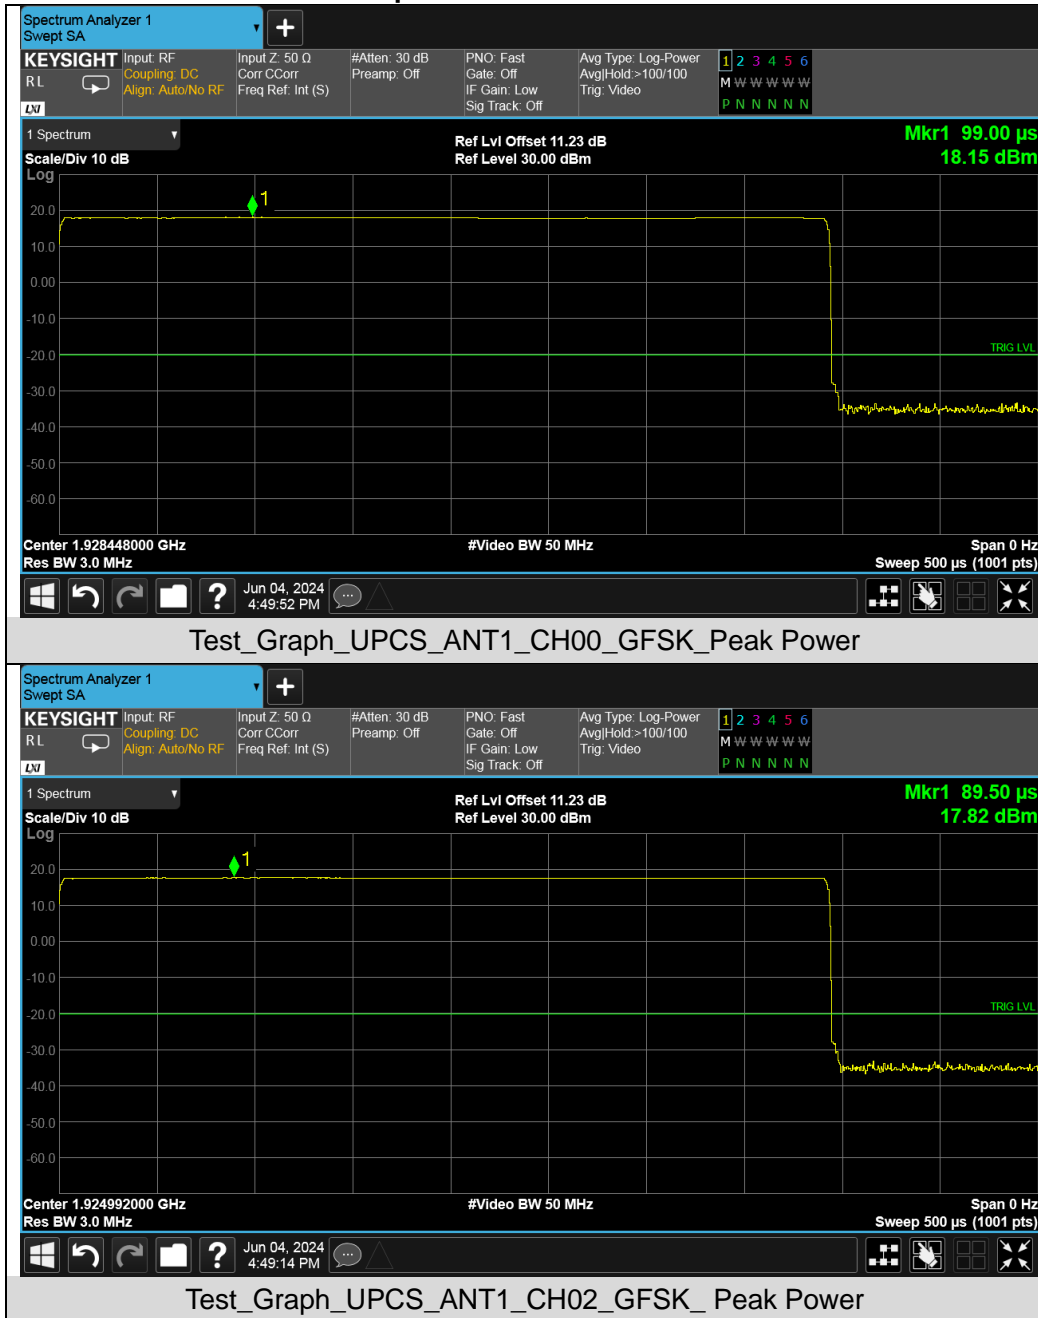 Spectrum Analyzer 1
Swept SA
+
KEYSIGHT
R L
LXI
Input: RF
Coupling: DC
Align: Auto/No RF
Input Z: 50 Ω
Corr CCorr
Freq Ref: Int (S)
#Atten: 30 dB
Preamp: Off
PNO: Fast
Gate: Off
IF Gain: Low
Sig Track: Off
Avg Type: Log-Power
Avg|Hold:>100/100
Trig: Video
1 2 3 4 5 6
M W W W W W
P N N N N N
1 Spectrum
Scale/Div 10 dB
Log
Ref Lvl Offset 11.23 dB
Ref Level 30.00 dBm
Mkr1 99.00 µs
18.15 dBm
1
20.0
10.0
0.00
-10.0
-20.0
TRIG LVL
-30.0
-40.0
-50.0
-60.0
Center 1.928448000 GHz
Res BW 3.0 MHz
#Video BW 50 MHz
Span 0 Hz
Sweep 500 µs (1001 pts)
?
Jun 04, 2024
4:49:52 PM
Test_Graph_UPCS_ANT1_CH00_GFSK_Peak Power
Spectrum Analyzer 1
Swept SA
+
KEYSIGHT
R L
LXI
Input: RF
Coupling: DC
Align: Auto/No RF
Input Z: 50 Ω
Corr CCorr
Freq Ref: Int (S)
#Atten: 30 dB
Preamp: Off
PNO: Fast
Gate: Off
IF Gain: Low
Sig Track: Off
Avg Type: Log-Power
Avg|Hold:>100/100
Trig: Video
1 2 3 4 5 6
M W W W W W
P N N N N N
1 Spectrum
Scale/Div 10 dB
Log
Ref Lvl Offset 11.23 dB
Ref Level 30.00 dBm
Mkr1 89.50 µs
17.82 dBm
1
20.0
10.0
0.00
-10.0
-20.0
TRIG LVL
-30.0
-40.0
-50.0
-60.0
Center 1.924992000 GHz
Res BW 3.0 MHz
#Video BW 50 MHz
Span 0 Hz
Sweep 500 µs (1001 pts)
?
Jun 04, 2024
4:49:14 PM
Test_Graph_UPCS_ANT1_CH02_GFSK_ Peak Power